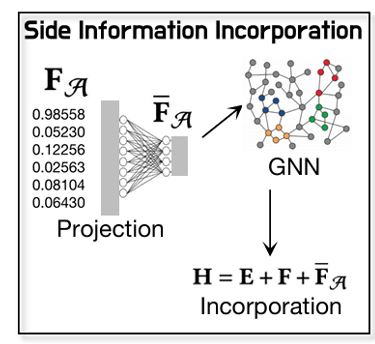 Side Information Incorporation
F𝒜
F̅𝒜
0.98558
0.05230
0.12256
0.02563
0.08104
0.06430
Projection
GNN
H = E + F + F̅𝒜
Incorporation